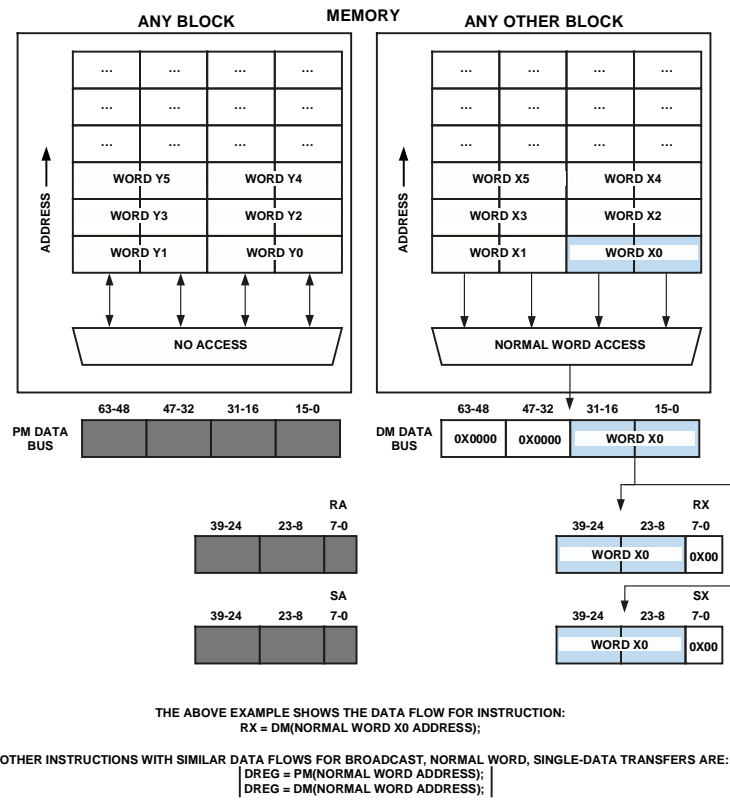 MEMORY
ANY BLOCK
ANY OTHER BLOCK
... ... ... ...
... ... ... ...
... ... ... ...
WORD Y5 WORD Y4
WORD Y3 WORD Y2
WORD Y1 WORD Y0
ADDRESS
NO ACCESS
... ... ... ...
... ... ... ...
... ... ... ...
WORD X5 WORD X4
WORD X3 WORD X2
WORD X1 WORD X0
ADDRESS
NORMAL WORD ACCESS
63-48 47-32 31-16 15-0
PM DATA
BUS
63-48 47-32 31-16 15-0
DM DATA
BUS
0X0000 0X0000 WORD X0
RA
39-24 23-8 7-0
RX
39-24 23-8 7-0
WORD X0 0X00
SA
39-24 23-8 7-0
SX
39-24 23-8 7-0
WORD X0 0X00
THE ABOVE EXAMPLE SHOWS THE DATA FLOW FOR INSTRUCTION:
RX = DM(NORMAL WORD X0 ADDRESS);
OTHER INSTRUCTIONS WITH SIMILAR DATA FLOWS FOR BROADCAST, NORMAL WORD, SINGLE-DATA TRANSFERS ARE:
DREG = PM(NORMAL WORD ADDRESS);
DREG = DM(NORMAL WORD ADDRESS);